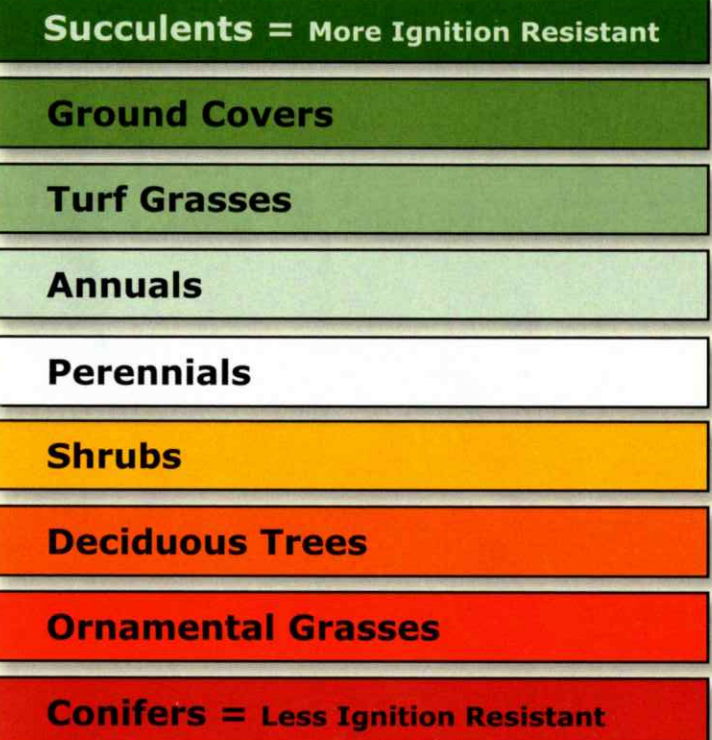 Succulents = More Ignition Resistant
Ground Covers
Turf Grasses
Annuals
Perennials
Shrubs
Deciduous Trees
Ornamental Grasses
Conifers = Less Ignition Resistant